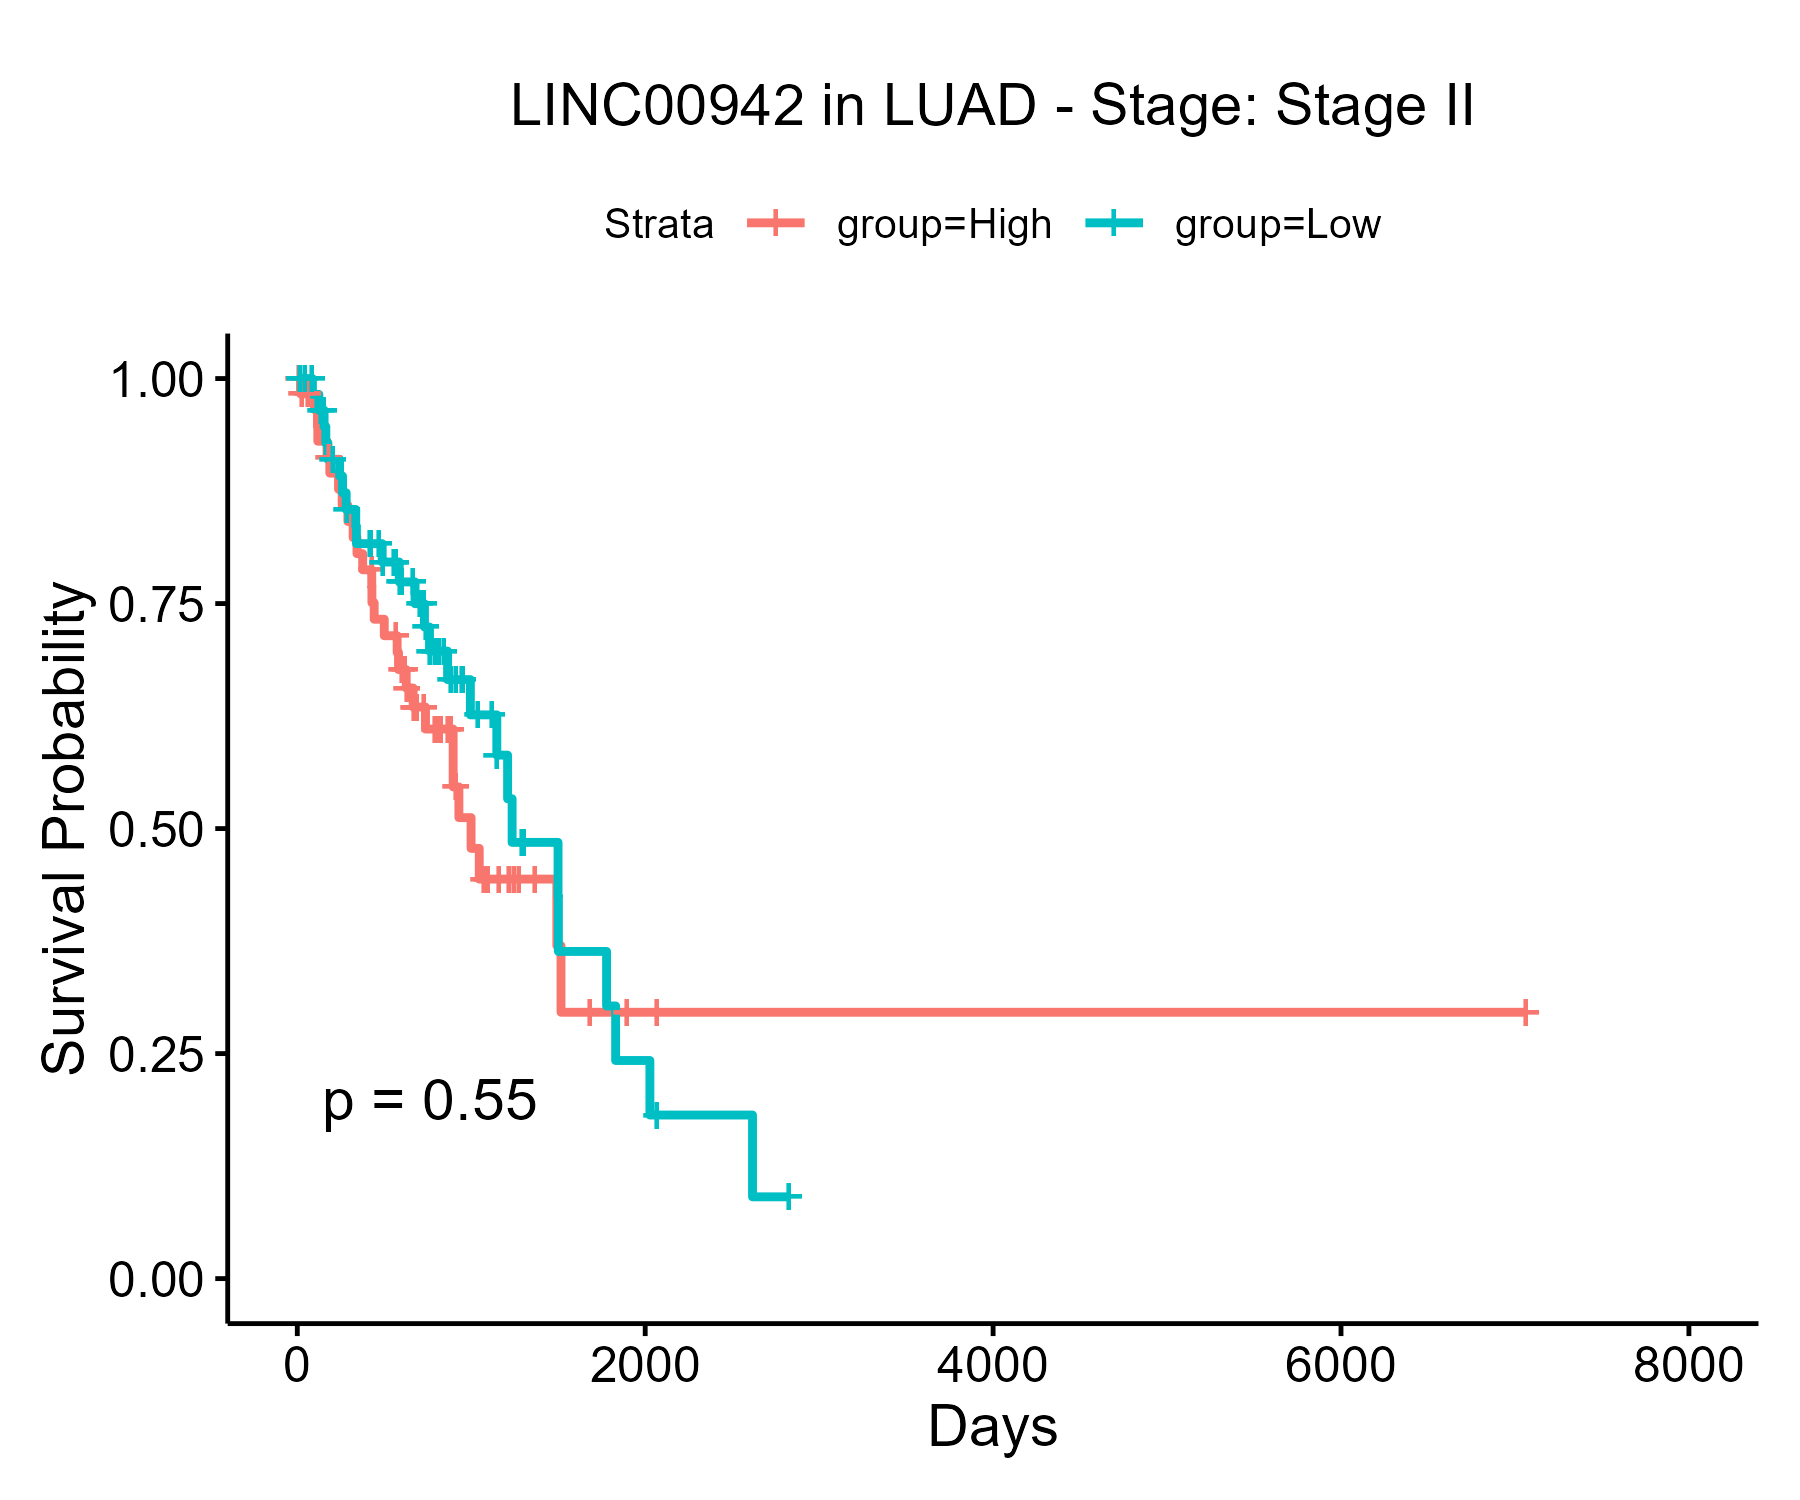 LINC00942 in LUAD - Stage: Stage II
Strata group=High group=Low
1.00
0.75
0.50
0.25
0.00
Survival Probability
p = 0.55
0 2000 4000 6000 8000
Days